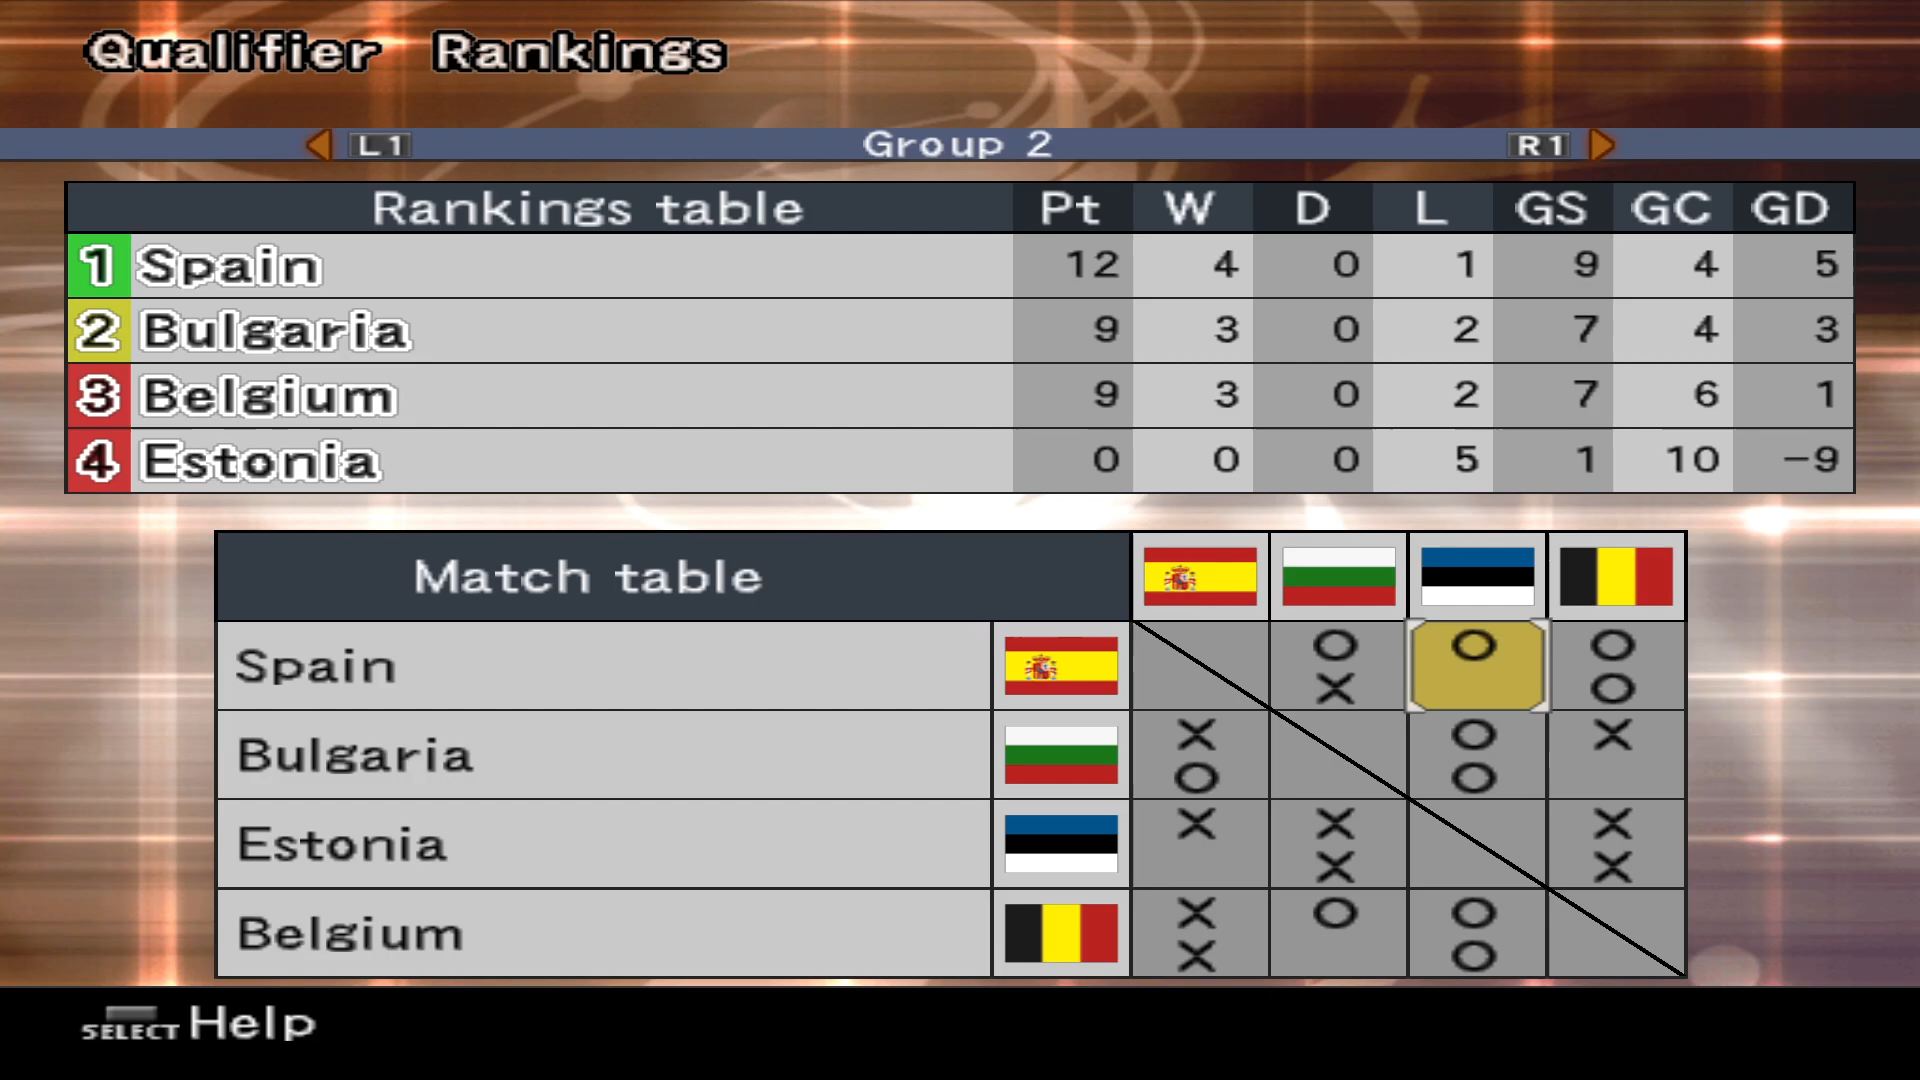 Qualifier Rankings
L1 Group 2 R1
Rankings table Pt W D L GS GC GD
1 Spain 12 4 0 1 9 4 5
2 Bulgaria 9 3 0 2 7 4 3
3 Belgium 9 3 0 2 7 6 1
4 Estonia 0 0 0 5 1 10 -9
Match table
Spain
Bulgaria
Estonia
Belgium
SELECT Help